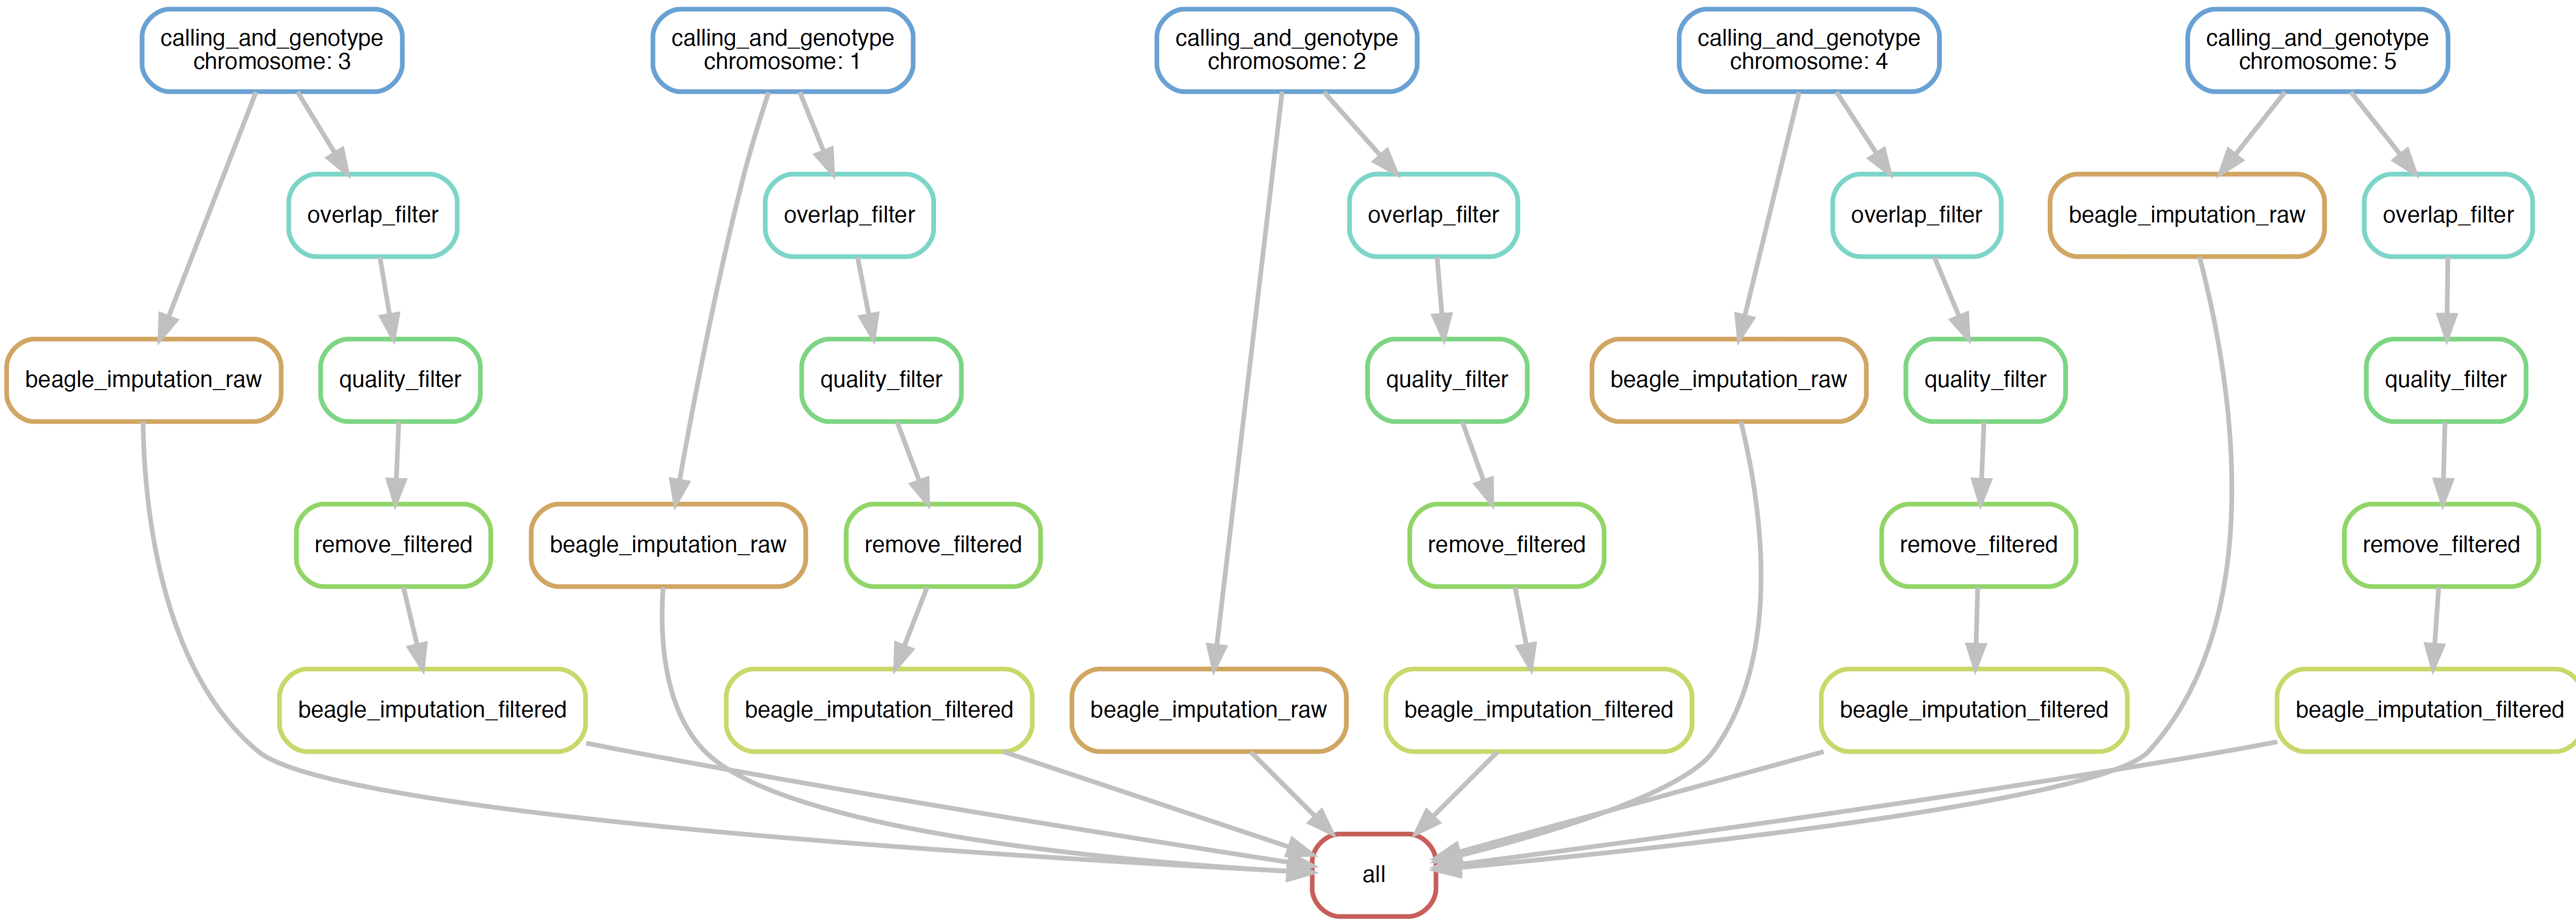 calling_and_genotype
chromosome: 3
calling_and_genotype
chromosome: 1
calling_and_genotype
chromosome: 2
calling_and_genotype
chromosome: 4
calling_and_genotype
chromosome: 5
overlap_filter
overlap_filter
overlap_filter
overlap_filter
beagle_imputation_raw
overlap_filter
beagle_imputation_raw
quality_filter
quality_filter
quality_filter
beagle_imputation_raw
quality_filter
quality_filter
remove_filtered
beagle_imputation_raw
remove_filtered
remove_filtered
remove_filtered
remove_filtered
beagle_imputation_filtered
beagle_imputation_filtered
beagle_imputation_raw
beagle_imputation_filtered
beagle_imputation_filtered
beagle_imputation_filtered
all